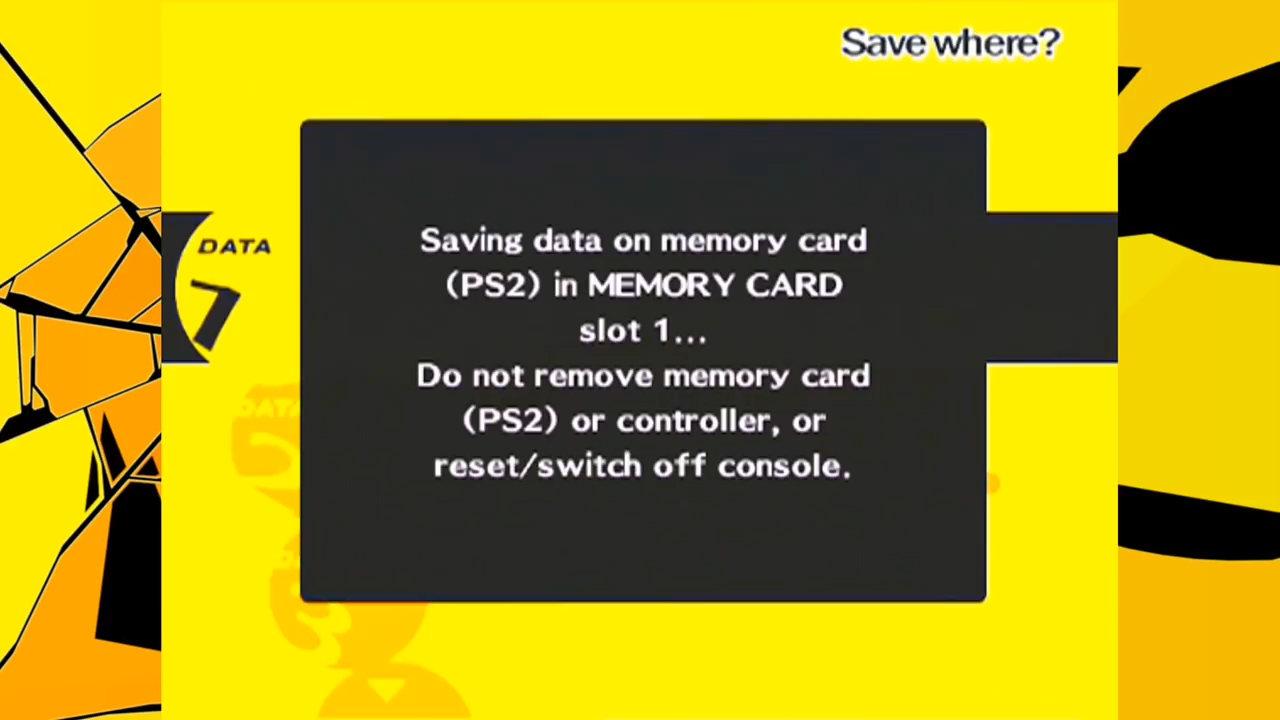 Save where?
DATA
7
Saving data on memory card
(PS2) in MEMORY CARD
slot 1...
Do not remove memory card
(PS2) or controller, or
reset/switch off console.
DATA